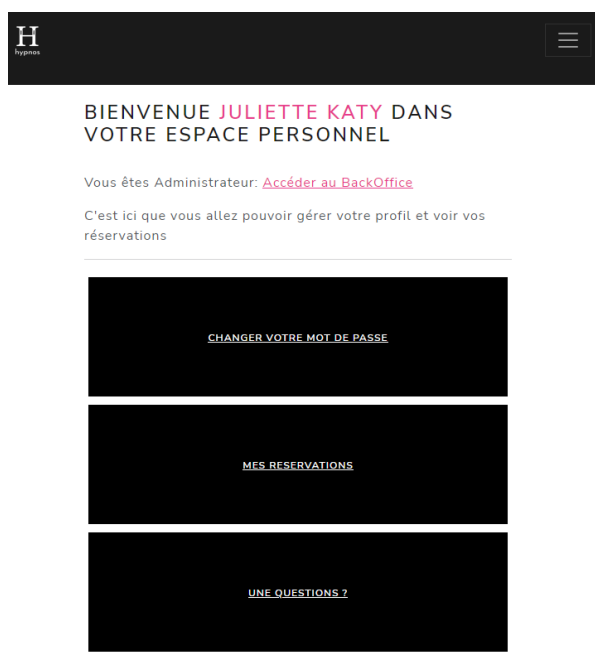 H
hypnos
BIENVENUE JULIETTE KATY DANS
VOTRE ESPACE PERSONNEL
Vous êtes Administrateur: Accéder au BackOffice
C'est ici que vous allez pouvoir gérer votre profil et voir vos
réservations
CHANGER VOTRE MOT DE PASSE
MES RESERVATIONS
UNE QUESTIONS ?